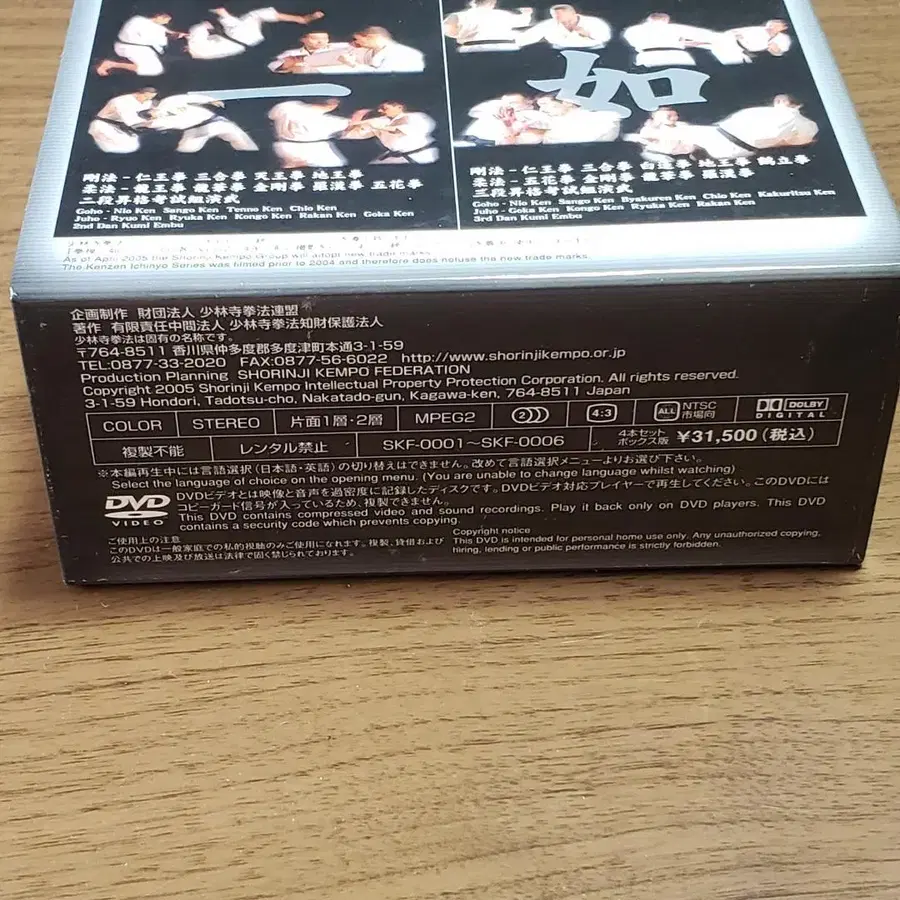 一
如
剛法 - 仁王拳 三合拳 天王拳 地王拳
柔法 - 龍王拳 龍華拳 金剛拳 羅漢拳 五花拳
二段昇格考試組演武
Goho - Nio Ken Sango Ken Tenno Ken Chio Ken
Juho - Ryuo Ken Ryuka Ken Kongo Ken Rakan Ken Goka Ken
2nd Dan Kumi Embu
剛法 - 仁王拳 三合拳 白蓮拳 地王拳 鶴立拳
柔法 - 五花拳 金剛拳 龍華拳 羅漢拳
三段昇格考試組演武
Goho - Nio Ken Sango Ken Byakuren Ken Chio Ken Kakuritsu Ken
Juho - Goka Ken Kongo Ken Ryuka Ken Rakan Ken
3rd Dan Kumi Embu
As of April 2005 the Shorinji Kempo Group will adopt new trade marks.
The Kenzen Ichinyo Series was filmed prior to 2004 and therefore does notuse the new trade marks.
企画制作 財団法人 少林寺拳法連盟
著作 有限責任中間法人 少林寺拳法知財保護法人
少林寺拳法は固有の名称です。
〒764-8511 香川県仲多度郡多度津町本通3-1-59
TEL:0877-33-2020 FAX:0877-56-6022 http://www.shorinjikempo.or.jp
Production Planning SHORINJI KEMPO FEDERATION
Copyright 2005 Shorinji Kempo Intellectual Property Protection Corporation. All rights reserved.
3-1-59 Hondori, Tadotsu-cho, Nakatado-gun, Kagawa-ken, 764-8511 Japan
COLOR STEREO 片面1層・2層 MPEG2 2 4:3 ALL NTSC 市場向 DOLBY DIGITAL
複製不能 レンタル禁止 SKF-0001～SKF-0006 4本セット ボックス版 ¥31,500(税込)
※本編再生中には言語選択(日本語・英語)の切り替えはできません。改めて言語選択メニューよりお選び下さい。
Select the language of choice on the opening menu. (You are unable to change language whilst watching)
DVD VIDEO
DVDビデオとは映像と音声を過密度に記録したディスクです。DVDビデオ対応プレイヤーで再生してください。このDVDには
コピーガード信号が入っているため、複製できません。
This DVD contains compressed video and sound recordings. Play it back only on DVD players. This DVD
contains a security code which prevents copying.
ご使用上の注意
このDVDは一般家庭での私的視聴のみご使用になれます。複製、貸借および
公共での上映及び放送は法律で固く禁じられております。
Copyright notice
This DVD is intended for personal home use only. Any unauthorized copying,
hiring, lending or public performance is strictly forbidden.